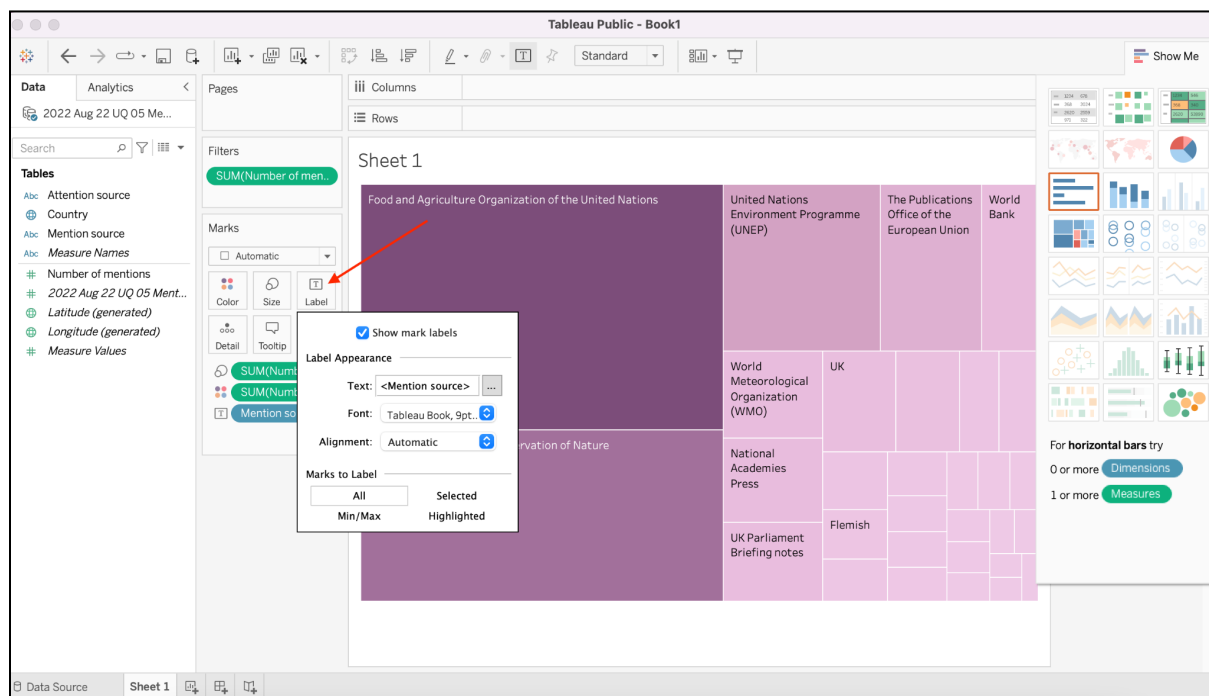 Tableau Public - Book1
Standard
Show Me
Data
Analytics
2022 Aug 22 UQ 05 Me...
Search
Tables
Abc Attention source
Country
Abc Mention source
Abc Measure Names
# Number of mentions
# 2022 Aug 22 UQ 05 Ment...
Latitude (generated)
Longitude (generated)
# Measure Values
Pages
Filters
SUM(Number of men..
Marks
Automatic
Color
Size
T
Label
Detail
Tooltip
SUM(Numb
SUM(Numb
T
Mention so
Show mark labels
Label Appearance
Text: <Mention source> ...
Font: Tableau Book, 9pt..
Alignment: Automatic
Marks to Label
All
Selected
Min/Max
Highlighted
Columns
Rows
Sheet 1
Food and Agriculture Organization of the United Nations
rvation of Nature
United Nations
Environment Programme
(UNEP)
The Publications
Office of the
European Union
World
Bank
World
Meteorological
Organization
(WMO)
UK
National
Academies
Press
Flemish
UK Parliament
Briefing notes
For horizontal bars try
0 or more Dimensions
1 or more Measures
Data Source
Sheet 1